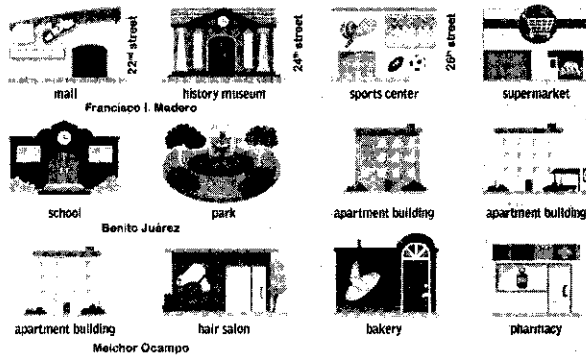 22nd street
24th street
26th street
mall history museum sports center supermarket
Francisco I. Madero
school park apartment building apartment building
Benito Juárez
apartment building hair salon bakery pharmacy
Melchor Ocampo